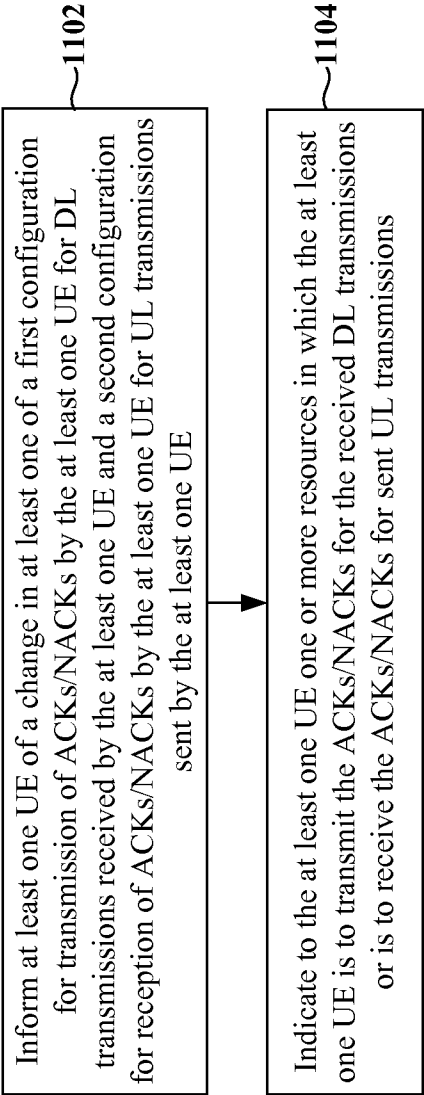 Inform at least one UE of a change in at least one of a first configuration
for transmission of ACKs/NACKs by the at least one UE for DL
transmissions received by the at least one UE and a second configuration
for reception of ACKs/NACKs by the at least one UE for UL transmissions
sent by the at least one UE
1102
Indicate to the at least one UE one or more resources in which the at least
one UE is to transmit the ACKs/NACKs for the received DL transmissions
or is to receive the ACKs/NACKs for sent UL transmissions
1104